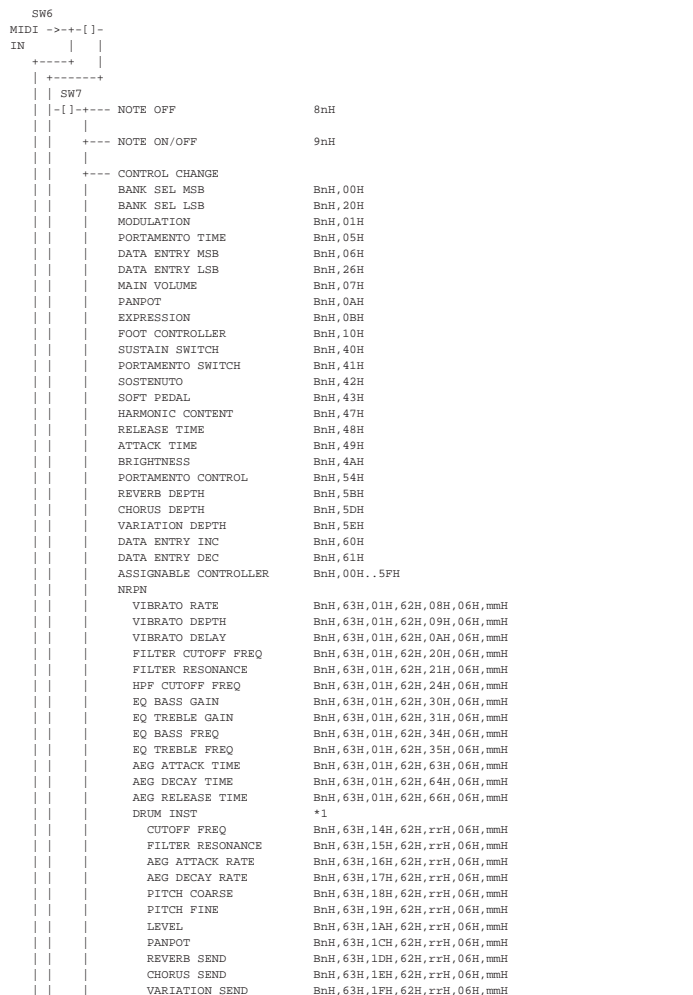 SW6
MIDI ->-+-[]-
IN | |
+----+ |
| +------+
| | SW7
| |-[]-+--- NOTE OFF 8nH
| | |
| | +--- NOTE ON/OFF 9nH
| | |
| | +--- CONTROL CHANGE
| | | BANK SEL MSB BnH,00H
| | | BANK SEL LSB BnH,20H
| | | MODULATION BnH,01H
| | | PORTAMENTO TIME BnH,05H
| | | DATA ENTRY MSB BnH,06H
| | | DATA ENTRY LSB BnH,26H
| | | MAIN VOLUME BnH,07H
| | | PANPOT BnH,0AH
| | | EXPRESSION BnH,0BH
| | | FOOT CONTROLLER BnH,10H
| | | SUSTAIN SWITCH BnH,40H
| | | PORTAMENTO SWITCH BnH,41H
| | | SOSTENUTO BnH,42H
| | | SOFT PEDAL BnH,43H
| | | HARMONIC CONTENT BnH,47H
| | | RELEASE TIME BnH,48H
| | | ATTACK TIME BnH,49H
| | | BRIGHTNESS BnH,4AH
| | | PORTAMENTO CONTROL BnH,54H
| | | REVERB DEPTH BnH,5BH
| | | CHORUS DEPTH BnH,5DH
| | | VARIATION DEPTH BnH,5EH
| | | DATA ENTRY INC BnH,60H
| | | DATA ENTRY DEC BnH,61H
| | | ASSIGNABLE CONTROLLER BnH,00H..5FH
| | | NRPN
| | | VIBRATO RATE BnH,63H,01H,62H,08H,06H,mmH
| | | VIBRATO DEPTH BnH,63H,01H,62H,09H,06H,mmH
| | | VIBRATO DELAY BnH,63H,01H,62H,0AH,06H,mmH
| | | FILTER CUTOFF FREQ BnH,63H,01H,62H,20H,06H,mmH
| | | FILTER RESONANCE BnH,63H,01H,62H,21H,06H,mmH
| | | HPF CUTOFF FREQ BnH,63H,01H,62H,24H,06H,mmH
| | | EQ BASS GAIN BnH,63H,01H,62H,30H,06H,mmH
| | | EQ TREBLE GAIN BnH,63H,01H,62H,31H,06H,mmH
| | | EQ BASS FREQ BnH,63H,01H,62H,34H,06H,mmH
| | | EQ TREBLE FREQ BnH,63H,01H,62H,35H,06H,mmH
| | | AEG ATTACK TIME BnH,63H,01H,62H,63H,06H,mmH
| | | AEG DECAY TIME BnH,63H,01H,62H,64H,06H,mmH
| | | AEG RELEASE TIME BnH,63H,01H,62H,66H,06H,mmH
| | | DRUM INST *1
| | | CUTOFF FREQ BnH,63H,14H,62H,rrH,06H,mmH
| | | FILTER RESONANCE BnH,63H,15H,62H,rrH,06H,mmH
| | | AEG ATTACK RATE BnH,63H,16H,62H,rrH,06H,mmH
| | | AEG DECAY RATE BnH,63H,17H,62H,rrH,06H,mmH
| | | PITCH COARSE BnH,63H,18H,62H,rrH,06H,mmH
| | | PITCH FINE BnH,63H,19H,62H,rrH,06H,mmH
| | | LEVEL BnH,63H,1AH,62H,rrH,06H,mmH
| | | PANPOT BnH,63H,1CH,62H,rrH,06H,mmH
| | | REVERB SEND BnH,63H,1DH,62H,rrH,06H,mmH
| | | CHORUS SEND BnH,63H,1EH,62H,rrH,06H,mmH
| | | VARIATION SEND BnH,63H,1FH,62H,rrH,06H,mmH